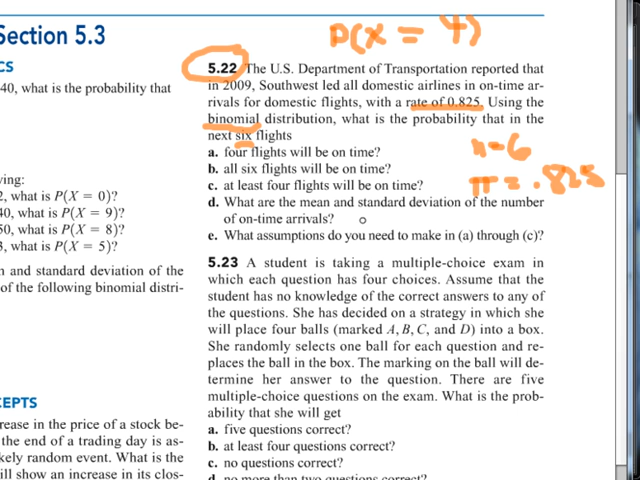 Section 5.3
CS
40, what is the probability that
ving:
2, what is P(X = 0)?
40, what is P(X = 9)?
50, what is P(X = 8)?
3, what is P(X = 5)?
n and standard deviation of the
of the following binomial distri-
CEPTS
rease in the price of a stock be-
the end of a trading day is as-
kely random event. What is the
ill show an increase in its clos-
P(X = 4)
5.22 The U.S. Department of Transportation reported that
in 2009, Southwest led all domestic airlines in on-time ar-
rivals for domestic flights, with a rate of 0.825. Using the
binomial distribution, what is the probability that in the
next six flights
a. four flights will be on time?
b. all six flights will be on time?
c. at least four flights will be on time?
d. What are the mean and standard deviation of the number
of on-time arrivals?
e. What assumptions do you need to make in (a) through (c)?
n=6
π = .825
5.23 A student is taking a multiple-choice exam in
which each question has four choices. Assume that the
student has no knowledge of the correct answers to any of
the questions. She has decided on a strategy in which she
will place four balls (marked A, B, C, and D) into a box.
She randomly selects one ball for each question and re-
places the ball in the box. The marking on the ball will de-
termine her answer to the question. There are five
multiple-choice questions on the exam. What is the prob-
ability that she will get
a. five questions correct?
b. at least four questions correct?
c. no questions correct?
d. no more than two questions correct?